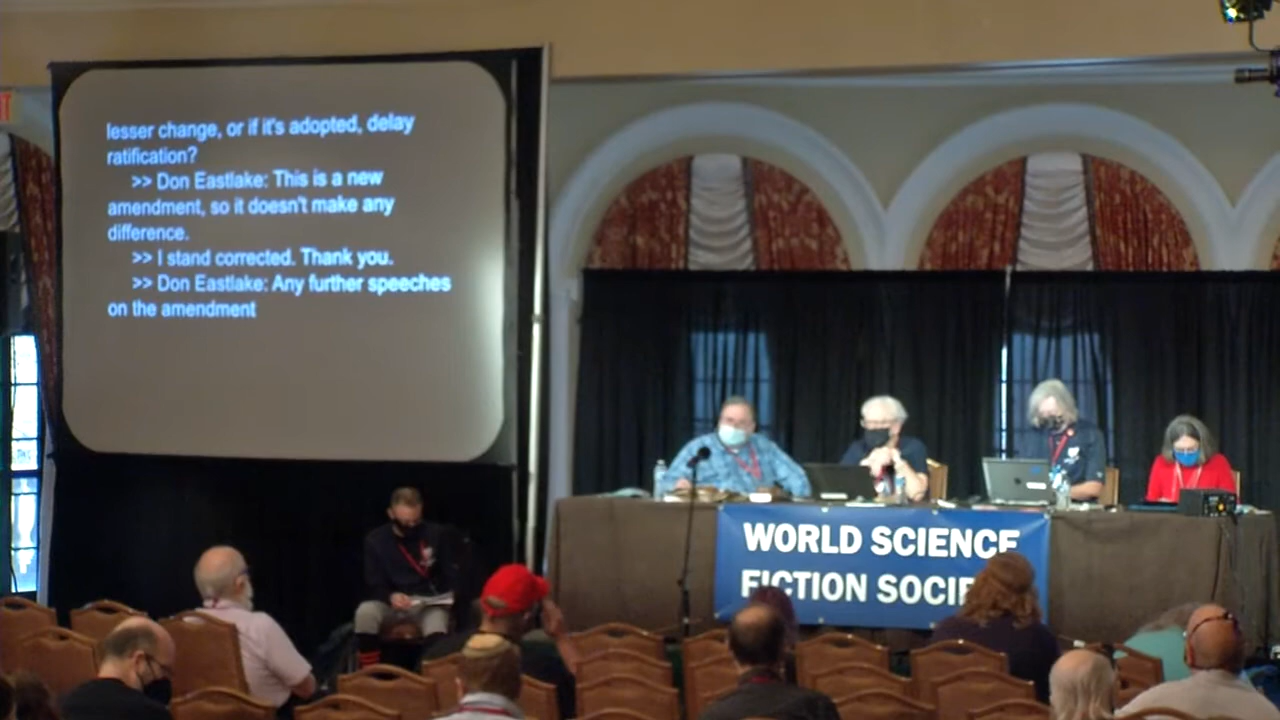 lesser change, or if it's adopted, delay
ratification?
>> Don Eastlake: This is a new
amendment, so it doesn't make any
difference.
>> I stand corrected. Thank you.
>> Don Eastlake: Any further speeches
on the amendment
WORLD SCIENCE
FICTION SOCIE